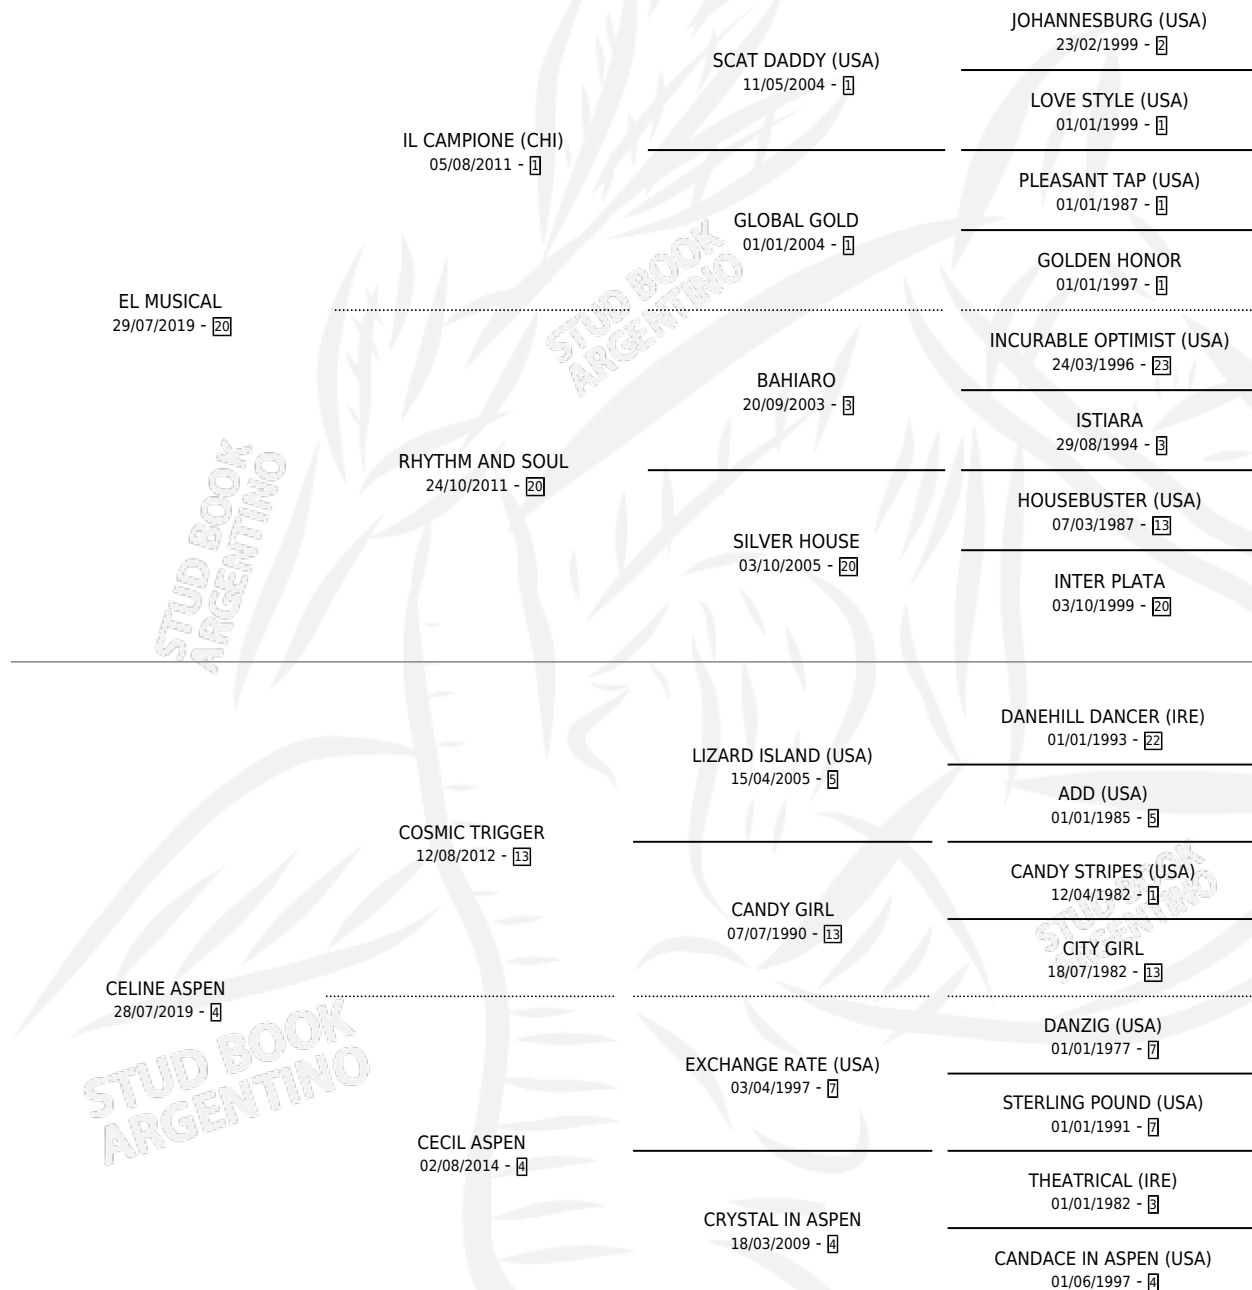 JOHANNESBURG (USA)
23/02/1999 - 2
SCAT DADDY (USA)
11/05/2004 - 1
LOVE STYLE (USA)
01/01/1999 - 1
IL CAMPIONE (CHI)
05/08/2011 - 1
PLEASANT TAP (USA)
01/01/1987 - 1
GLOBAL GOLD
01/01/2004 - 1
GOLDEN HONOR
01/01/1997 - 1
EL MUSICAL
29/07/2019 - 20
STUD BOOK
ARGENTINO
INCURABLE OPTIMIST (USA)
24/03/1996 - 23
BAHIARO
20/09/2003 - 3
ISTIARA
29/08/1994 - 3
RHYTHM AND SOUL
24/10/2011 - 20
HOUSEBUSTER (USA)
07/03/1987 - 13
SILVER HOUSE
03/10/2005 - 20
INTER PLATA
03/10/1999 - 20
STUD BOOK
ARGENTINO
DANEHILL DANCER (IRE)
01/01/1993 - 22
LIZARD ISLAND (USA)
15/04/2005 - 5
ADD (USA)
01/01/1985 - 5
COSMIC TRIGGER
12/08/2012 - 13
CANDY STRIPES (USA)
12/04/1982 - 1
CANDY GIRL
07/07/1990 - 13
STUD BOOK
ARGENTINO
CITY GIRL
18/07/1982 - 13
CELINE ASPEN
28/07/2019 - 4
STUD BOOK
ARGENTINO
DANZIG (USA)
01/01/1977 - 7
EXCHANGE RATE (USA)
03/04/1997 - 7
STERLING POUND (USA)
01/01/1991 - 7
CECIL ASPEN
02/08/2014 - 4
THEATRICAL (IRE)
01/01/1982 - 3
CRYSTAL IN ASPEN
18/03/2009 - 4
CANDACE IN ASPEN (USA)
01/06/1997 - 4